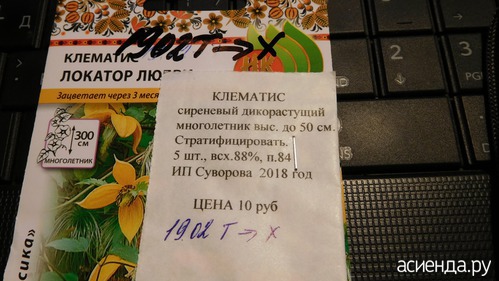 1902Т→Х
КЛЕМАТИС
ЛОКАТОР ЛЮБВИ
Зацветает через 3 меся
300
СМ
МНОГОЛЕТНИК
сика"
КЛЕМАТИС
сиреневый дикорастущий
многолетник выс. до 50 см.
Стратифицировать.
5 шт., всх.88%, п.84
ИП Суворова 2018 год
ЦЕНА 10 руб
1902 Т→х
асиенда.ру